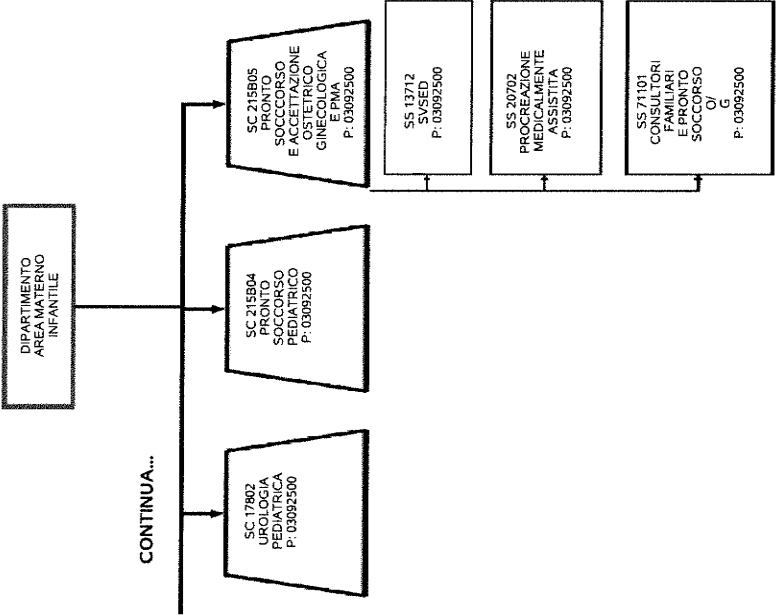 DIPARTIMENTO
AREA MATERNO
INFANTILE
CONTINUA...
SC 17802
UROLOGIA
PEDIATRICA
P: 03092500
SC 215B04
PRONTO
SOCCORSO
PEDIATRICO
P: 03092500
SC 215B05
PRONTO
SOCCCORSO
E ACCETTAZIONE
OSTETRICO
GINECOLOGICA
E PMA
P: 03092500
SS 13712
SVSED
P: 03092500
SS 20702
PROCREAZIONE
MEDICALMENTE
ASSISTITA
P: 03092500
SS 71101
CONSULTORI
FAMILIARI
E PRONTO
SOCCORSO
O/
G
P: 03092500